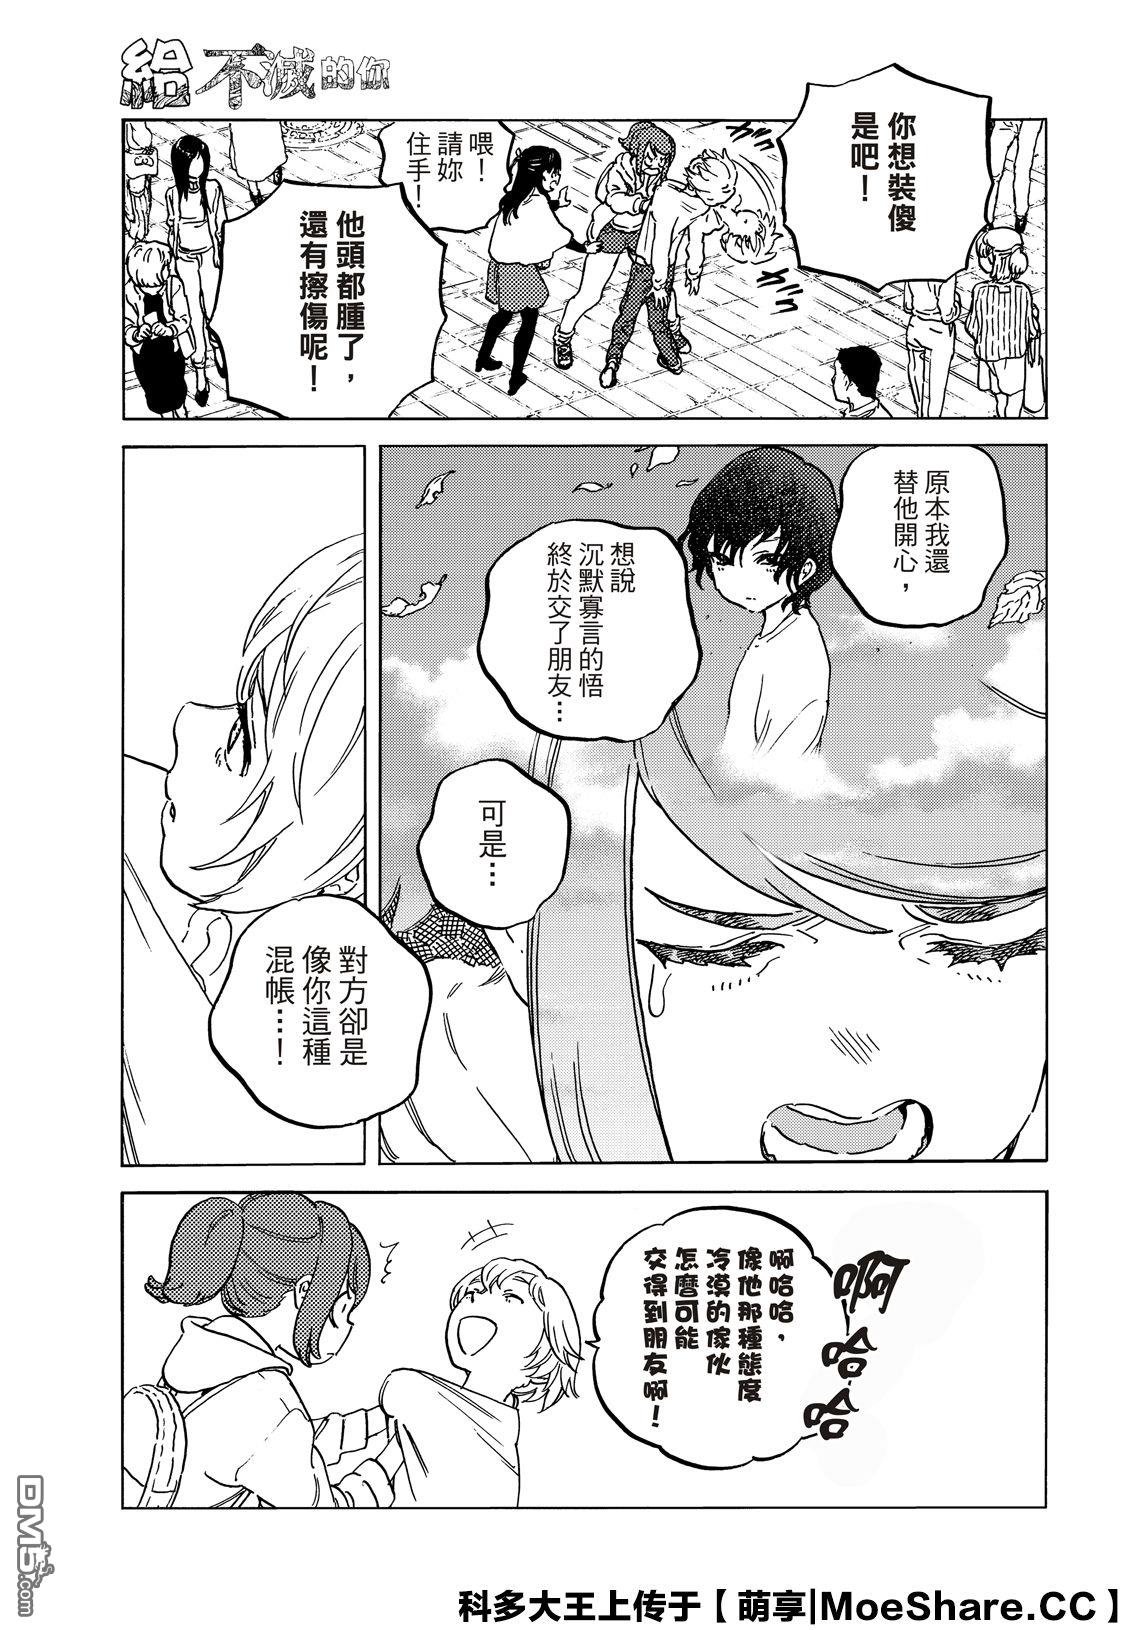 給不滅的你
你想裝傻
是吧！
喂！
請妳
住手！
他頭都腫了，
還有擦傷呢！
原本我還
替他開心，
想說
沉默寡言的悟
終於交了朋友…
可是…
對方卻是
像你這種
混帳…！
啊哈哈
啊哈哈，
像他那種態度
冷漠的傢伙
怎麼可能
交得到朋友啊！
DM5.com
科多大王上传于【萌享|MoeShare.CC】